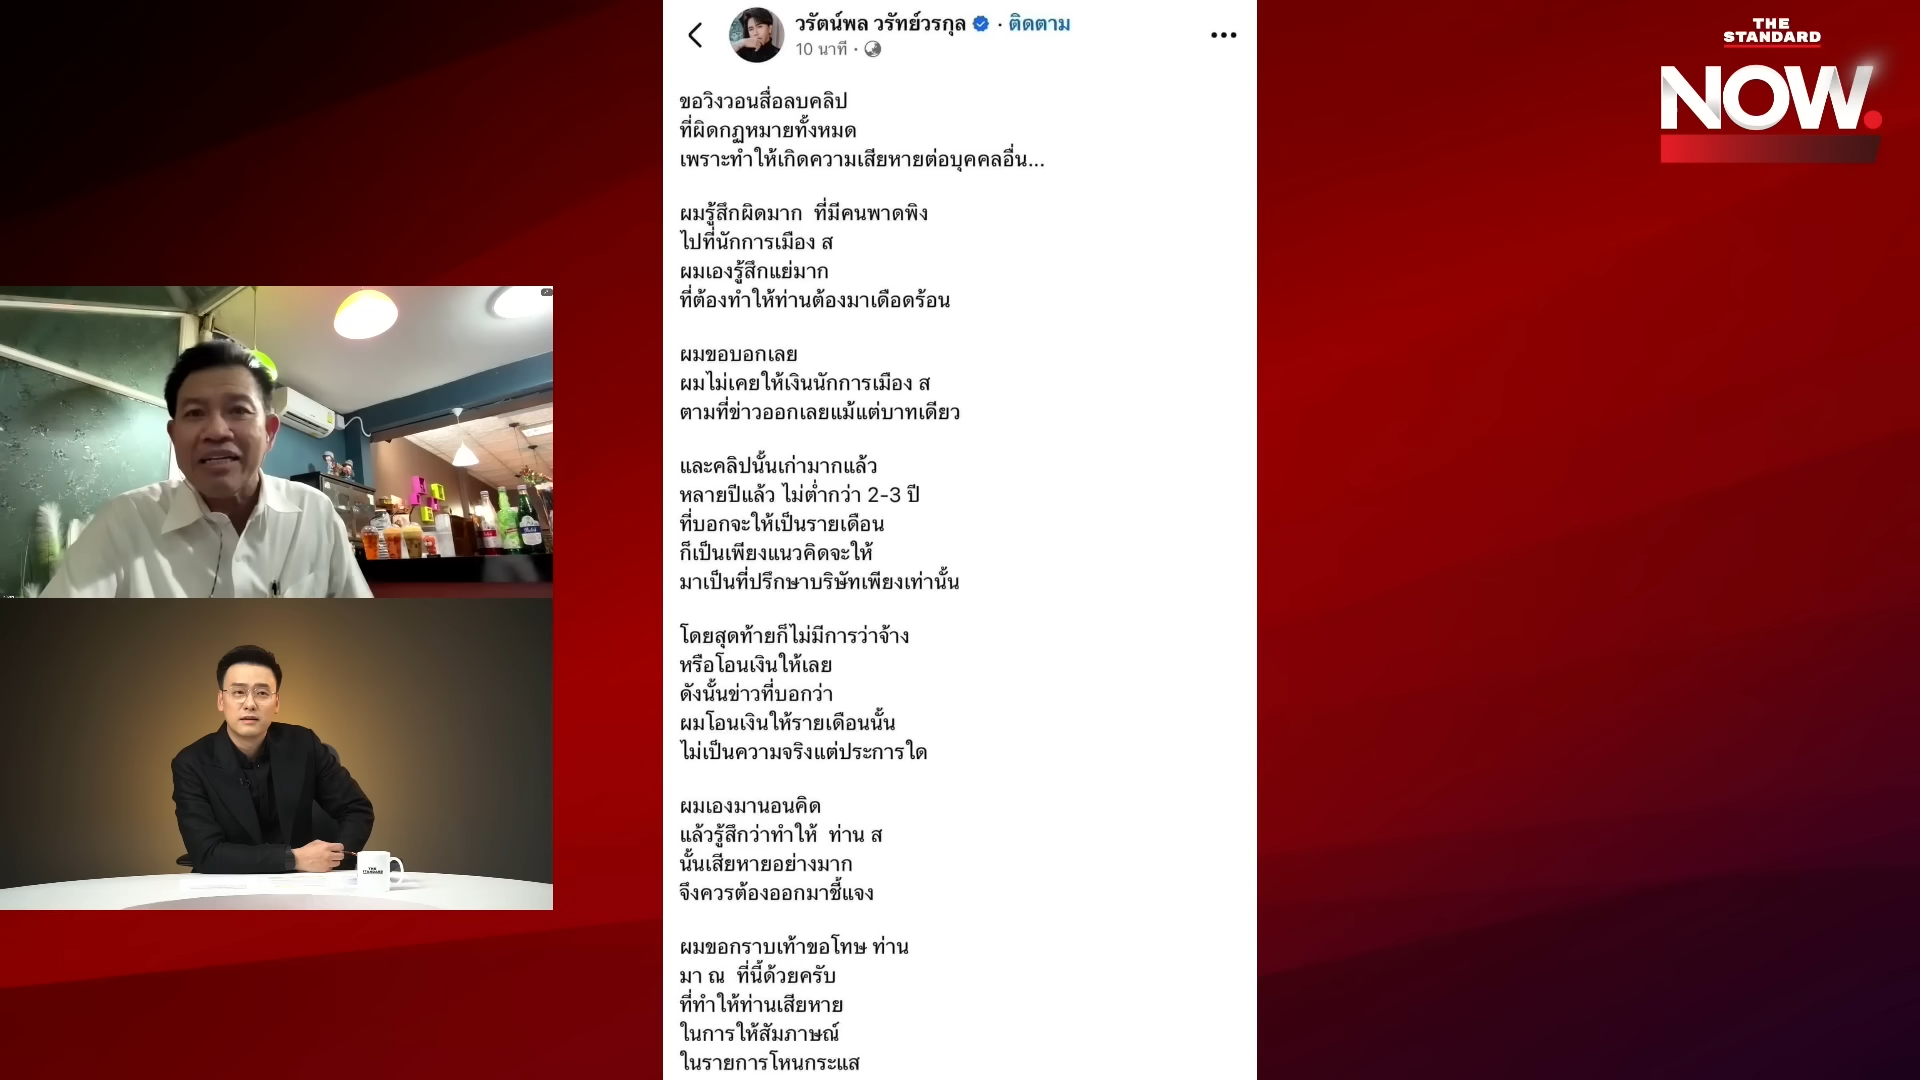 วรัตน์พล วรัทย์วรกุล · ติดตาม
10 นาที ·
ขอวิงวอนสื่อลบคลิป
ที่ผิดกฎหมายทั้งหมด
เพราะทำให้เกิดความเสียหายต่อบุคคลอื่น...
ผมรู้สึกผิดมาก ที่มีคนพาดพิง
ไปที่นักการเมือง ส
ผมเองรู้สึกแย่มาก
ที่ต้องทำให้ท่านต้องมาเดือดร้อน
ผมขอบอกเลย
ผมไม่เคยให้เงินนักการเมือง ส
ตามที่ข่าวออกเลยแม้แต่บาทเดียว
และคลิปนั้นเก่ามากแล้ว
หลายปีแล้ว ไม่ต่ำกว่า 2-3 ปี
ที่บอกจะให้เป็นรายเดือน
ก็เป็นเพียงแนวคิดจะให้
มาเป็นที่ปรึกษาบริษัทเพียงเท่านั้น
โดยสุดท้ายก็ไม่มีการว่าจ้าง
หรือโอนเงินให้เลย
ดังนั้นข่าวที่บอกว่า
ผมโอนเงินให้รายเดือนนั้น
ไม่เป็นความจริงแต่ประการใด
ผมเองมานอนคิด
แล้วรู้สึกว่าทำให้ ท่าน ส
นั้นเสียหายอย่างมาก
จึงควรต้องออกมาชี้แจง
ผมขอกราบเท้าขอโทษ ท่าน
มา ณ ที่นี้ด้วยครับ
ที่ทำให้ท่านเสียหาย
ในการให้สัมภาษณ์
ในรายการโหนกระแส
THE
STANDARD
NOW.
THE
STANDARD